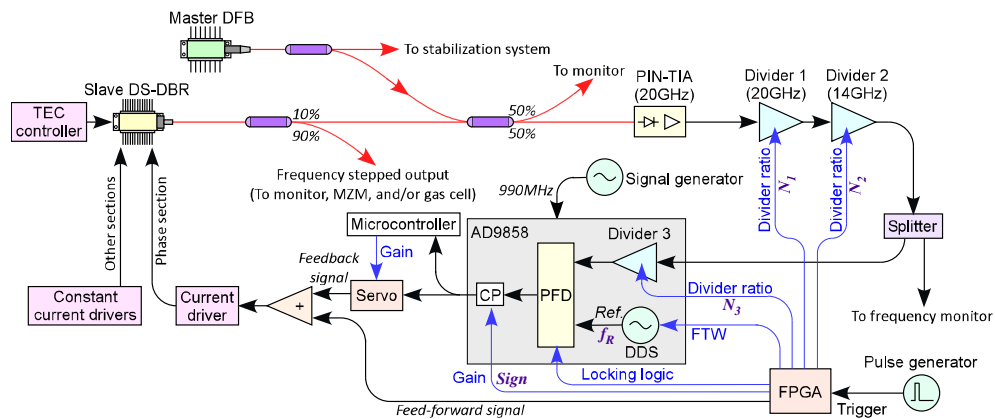 Master DFB
To stabilization system
Slave DS-DBR
TEC
controller
10%
90%
To monitor
50%
50%
PIN-TIA
(20GHz)
Divider 1
(20GHz)
Divider 2
(14GHz)
Frequency stepped output
(To monitor, MZM, and/or gas cell)
990MHz
Signal generator
Divider ratio
N1
Divider ratio
N2
Splitter
Other sections
Phase section
Microcontroller
Gain
Feedback
signal
AD9858
Divider 3
Constant
current drivers
Current
driver
+
Servo
CP
PFD
Ref.
fR
DDS
Divider ratio
N3
FTW
To frequency monitor
Gain
Sign
Locking logic
Feed-forward signal
FPGA
Trigger
Pulse generator